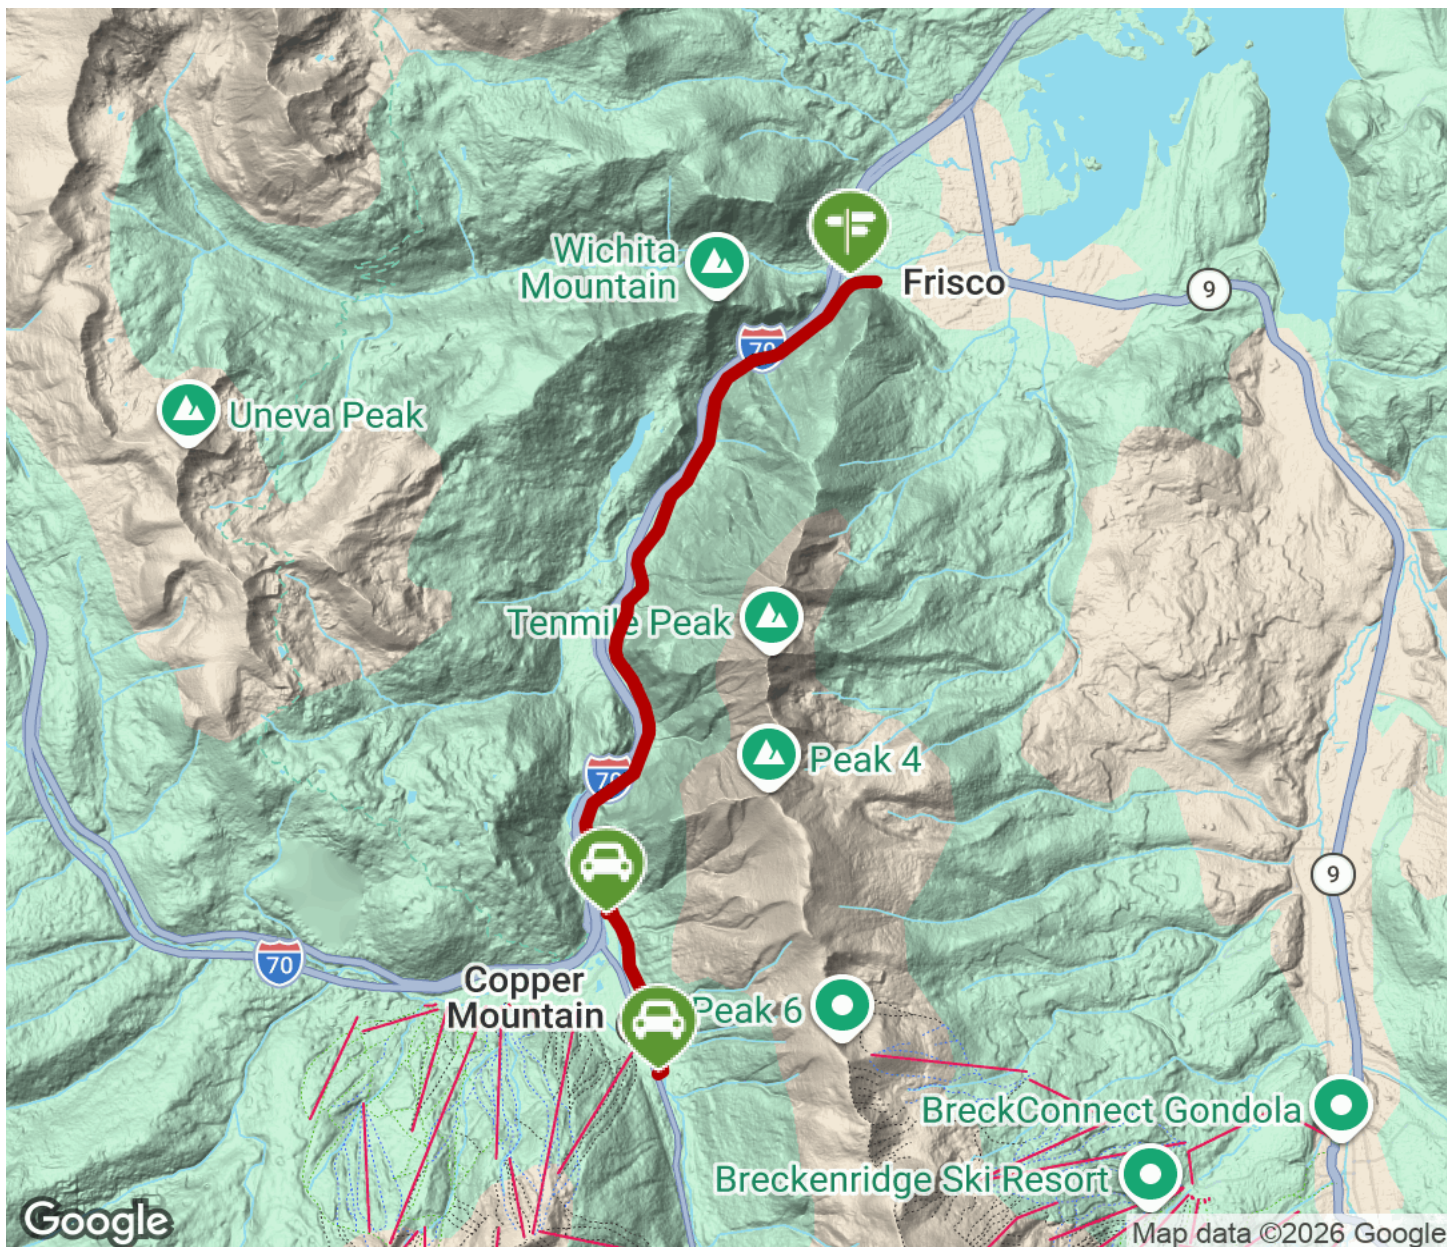 Wichita
Mountain
Frisco
9
70
Uneva Peak
Tenmile Peak
Peak 4
70
9
70
Copper
Mountain
Peak 6
BreckConnect Gondola
Breckenridge Ski Resort
Google
Map data ©2026 Google